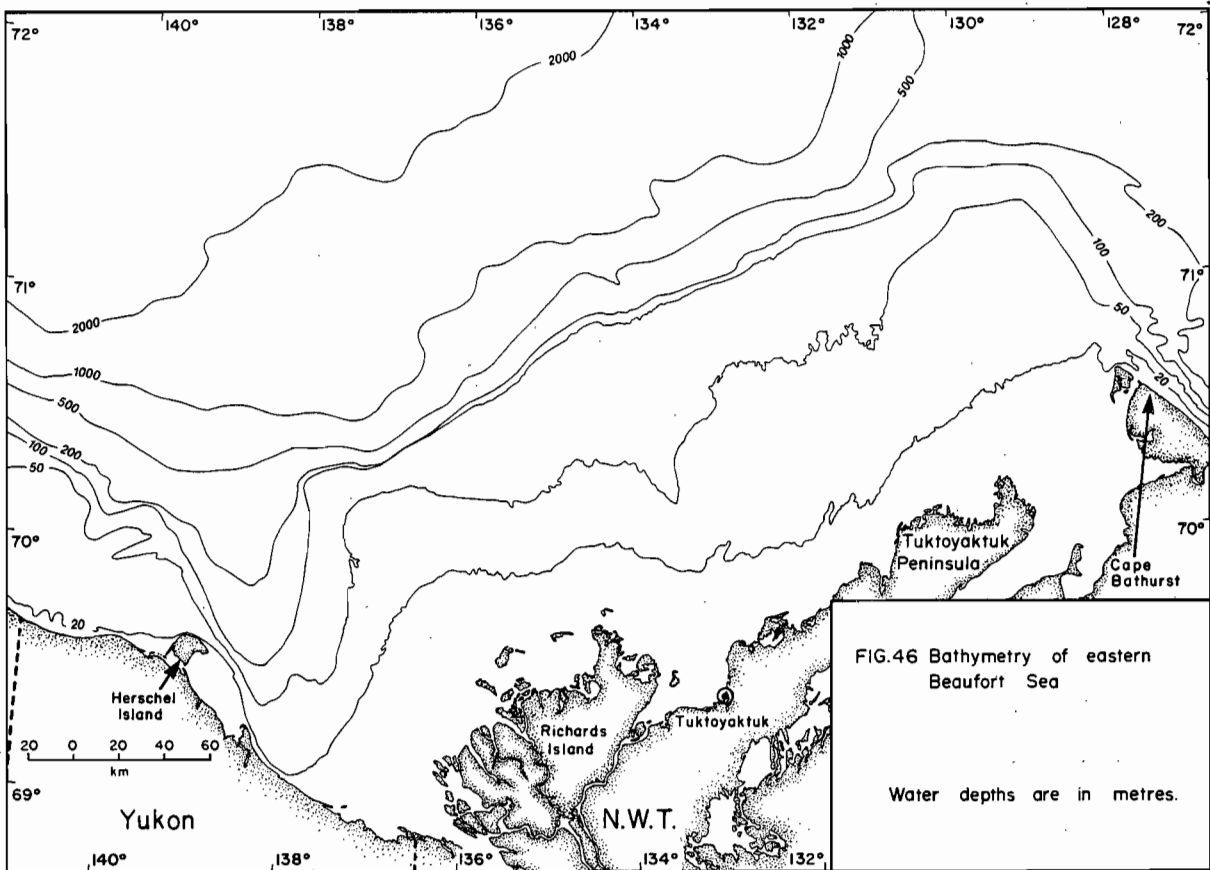 140° 138° 136° 134° 132° 130° 128°
72° 72°
2000
1000
500
200
100
50
20
71° 71°
2000
1000
500
200
100
50
70° 70°
20
Tuktoyaktuk
Peninsula
Cape
Bathurst
Herschel
Island
Richards
Island
Tuktoyaktuk
20 0 20 40 60
km
69°
Yukon
N.W.T.
140° 138° 136° 134° 132°
FIG.46 Bathymetry of eastern
Beaufort Sea
Water depths are in metres.